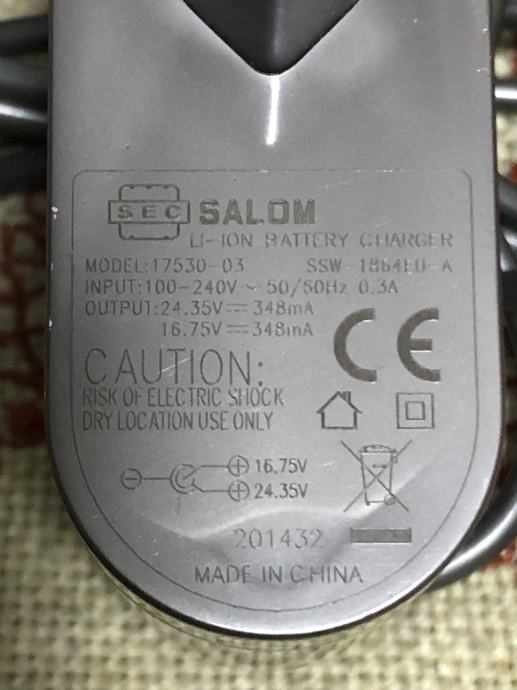 SEC SALOM
LI-ION BATTERY CHARGER
MODEL:17530-03 SSW-1864EU-A
INPUT:100-240V~ 50/60Hz 0.3A
OUTPUT:24.35V⎓348mA
16.75V⎓348mA
CE
CAUTION:
RISK OF ELECTRIC SHOCK
DRY LOCATION USE ONLY
16.75V
24.35V
201432
MADE IN CHINA